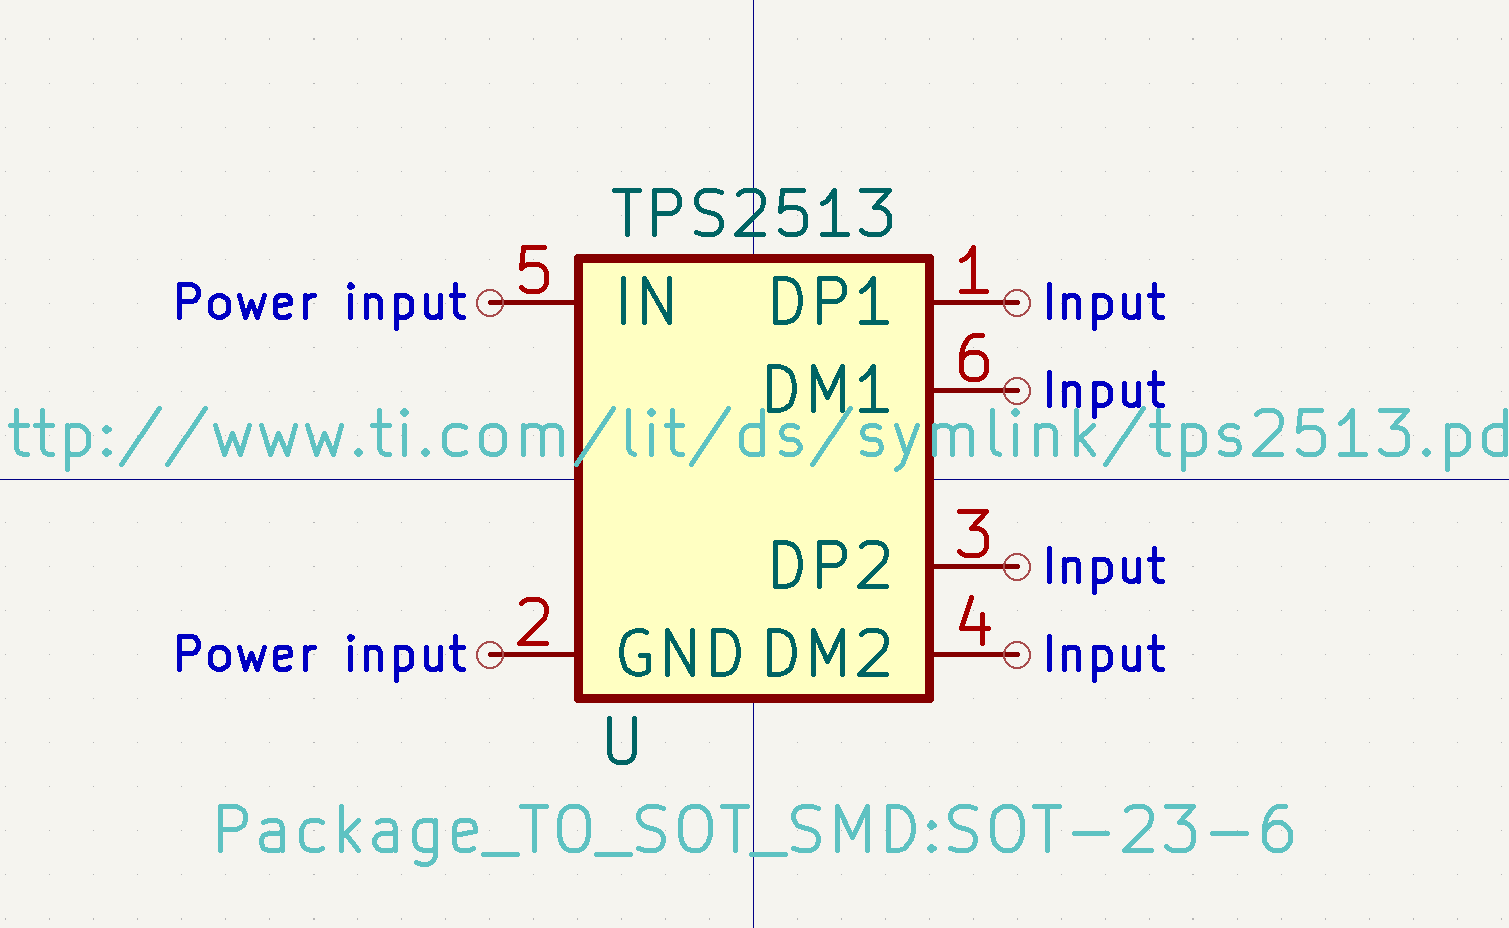 TPS2513
5 1
Power input IN DP1 Input
6
DM1 Input
ttp://www.ti.com/lit/ds/symlink/tps2513.pd
3
DP2 Input
2 4
Power input GND DM2 Input
U
Package_TO_SOT_SMD:SOT-23-6